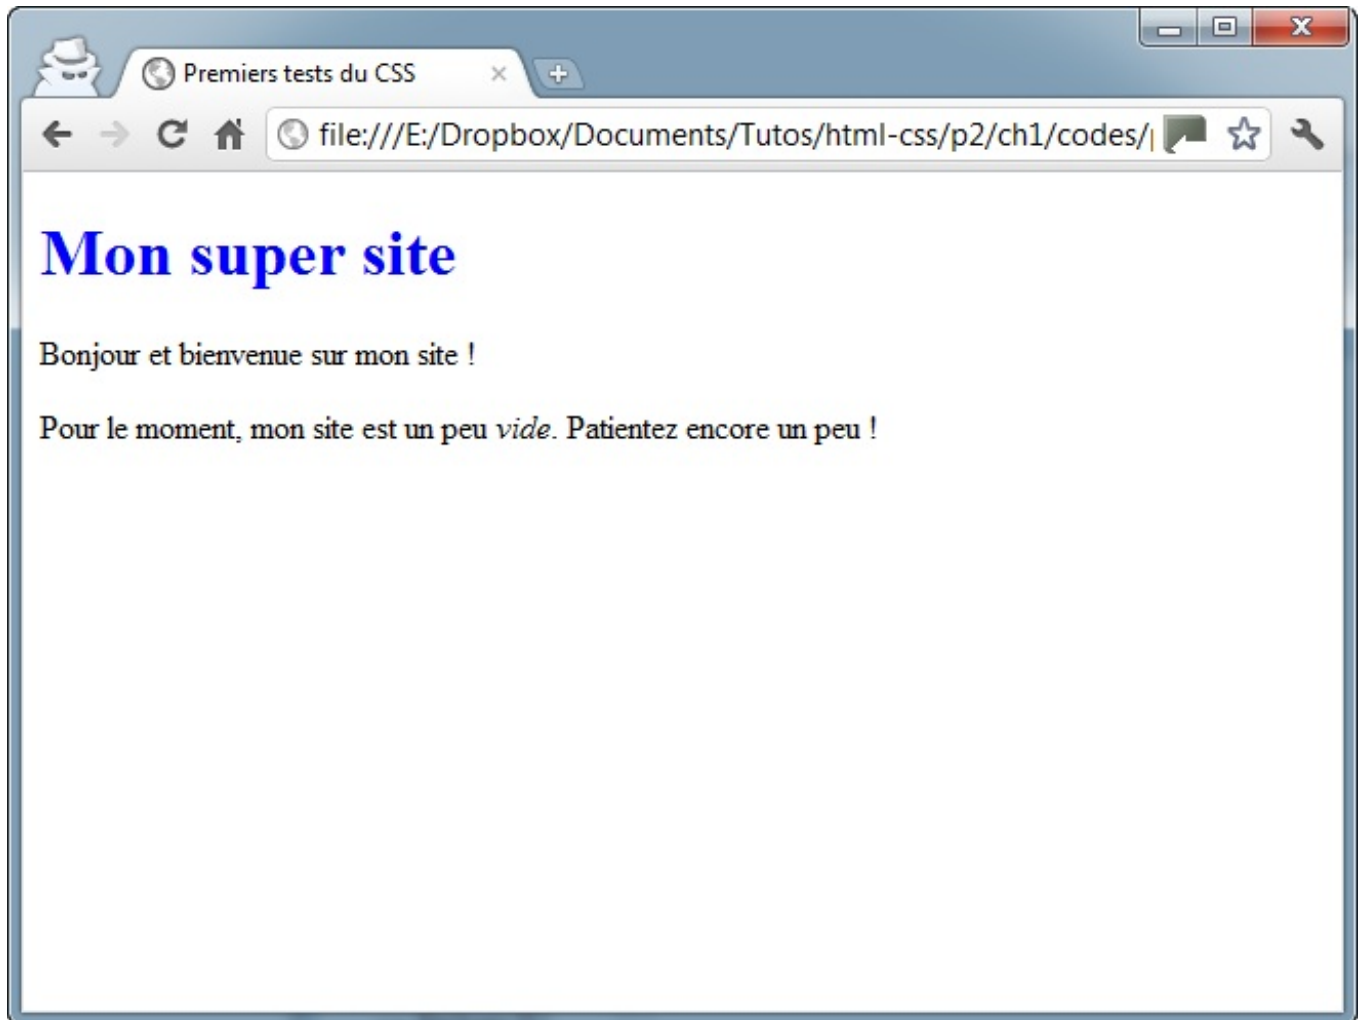 Premiers tests du CSS
file:///E:/Dropbox/Documents/Tutos/html-css/p2/ch1/codes/
Mon super site
Bonjour et bienvenue sur mon site !
Pour le moment, mon site est un peu vide. Patientez encore un peu !